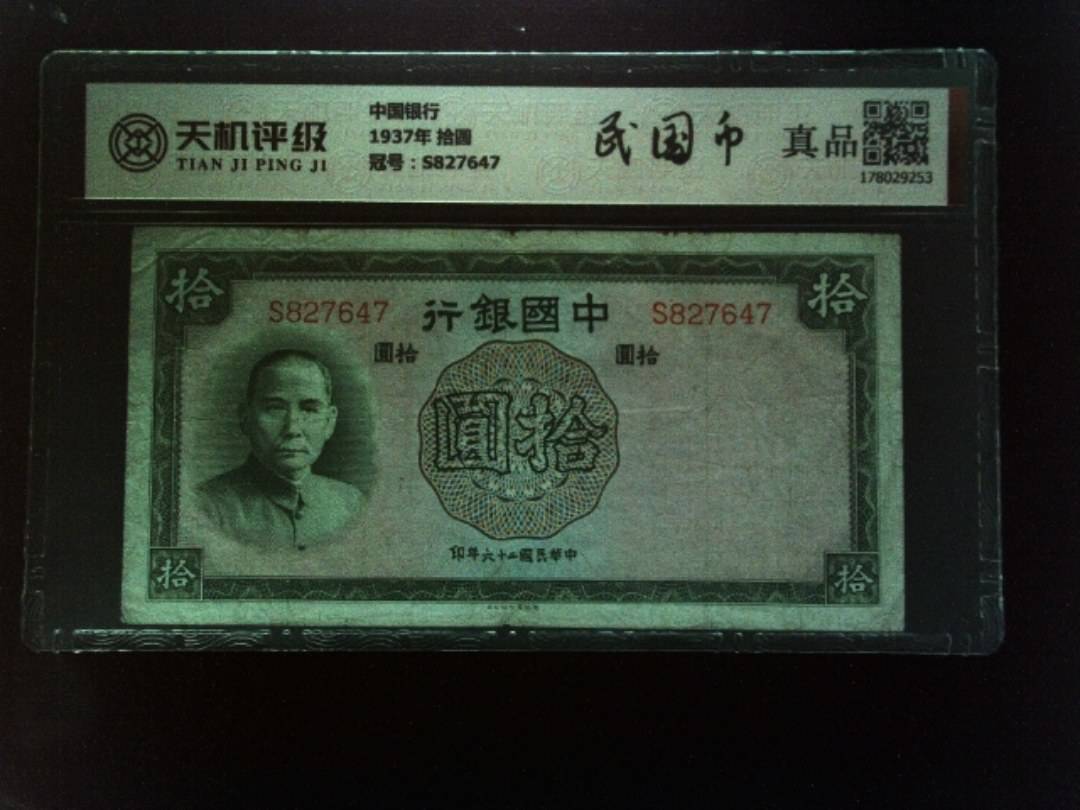 天机评级
TIAN JI PING JI
中国银行
1937年 拾圓
冠号：S827647
民国币
真品
178029253
拾
拾
S827647
行銀國中
S827647
圓拾
圓拾
圓拾
印年六十二國民華中
拾
拾